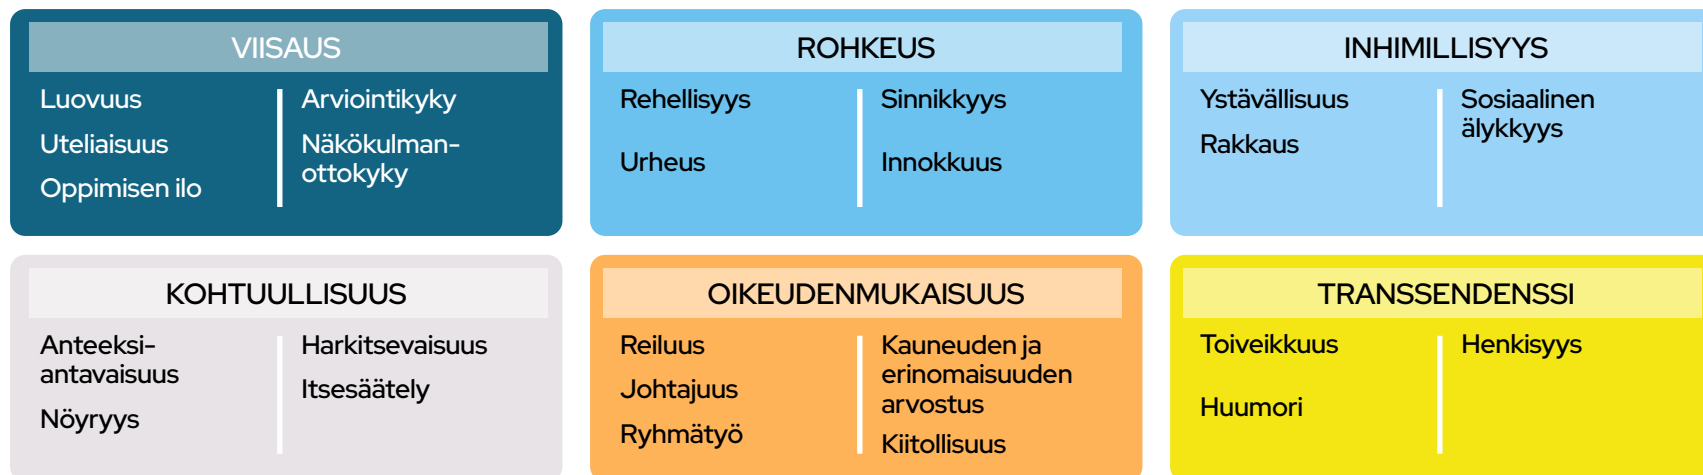 VIISAUS
Luovuus
Uteliaisuus
Oppimisen ilo
Arviointikyky
Näkökulman-
ottokyky
ROHKEUS
Rehellisyys
Urheus
Sinnikkyys
Innokkuus
INHIMILLISYYS
Ystävällisuus
Rakkaus
Sosiaalinen
älykkyys
KOHTUULLISUUS
Anteeksi-
antavaisuus
Nöyryys
Harkitsevaisuus
Itsesäätely
OIKEUDENMUKAISUUS
Reiluus
Johtajuus
Ryhmätyö
Kauneuden ja
erinomaisuuden
arvostus
Kiitollisuus
TRANSSENDENSSI
Toiveikkuus
Huumori
Henkisyys